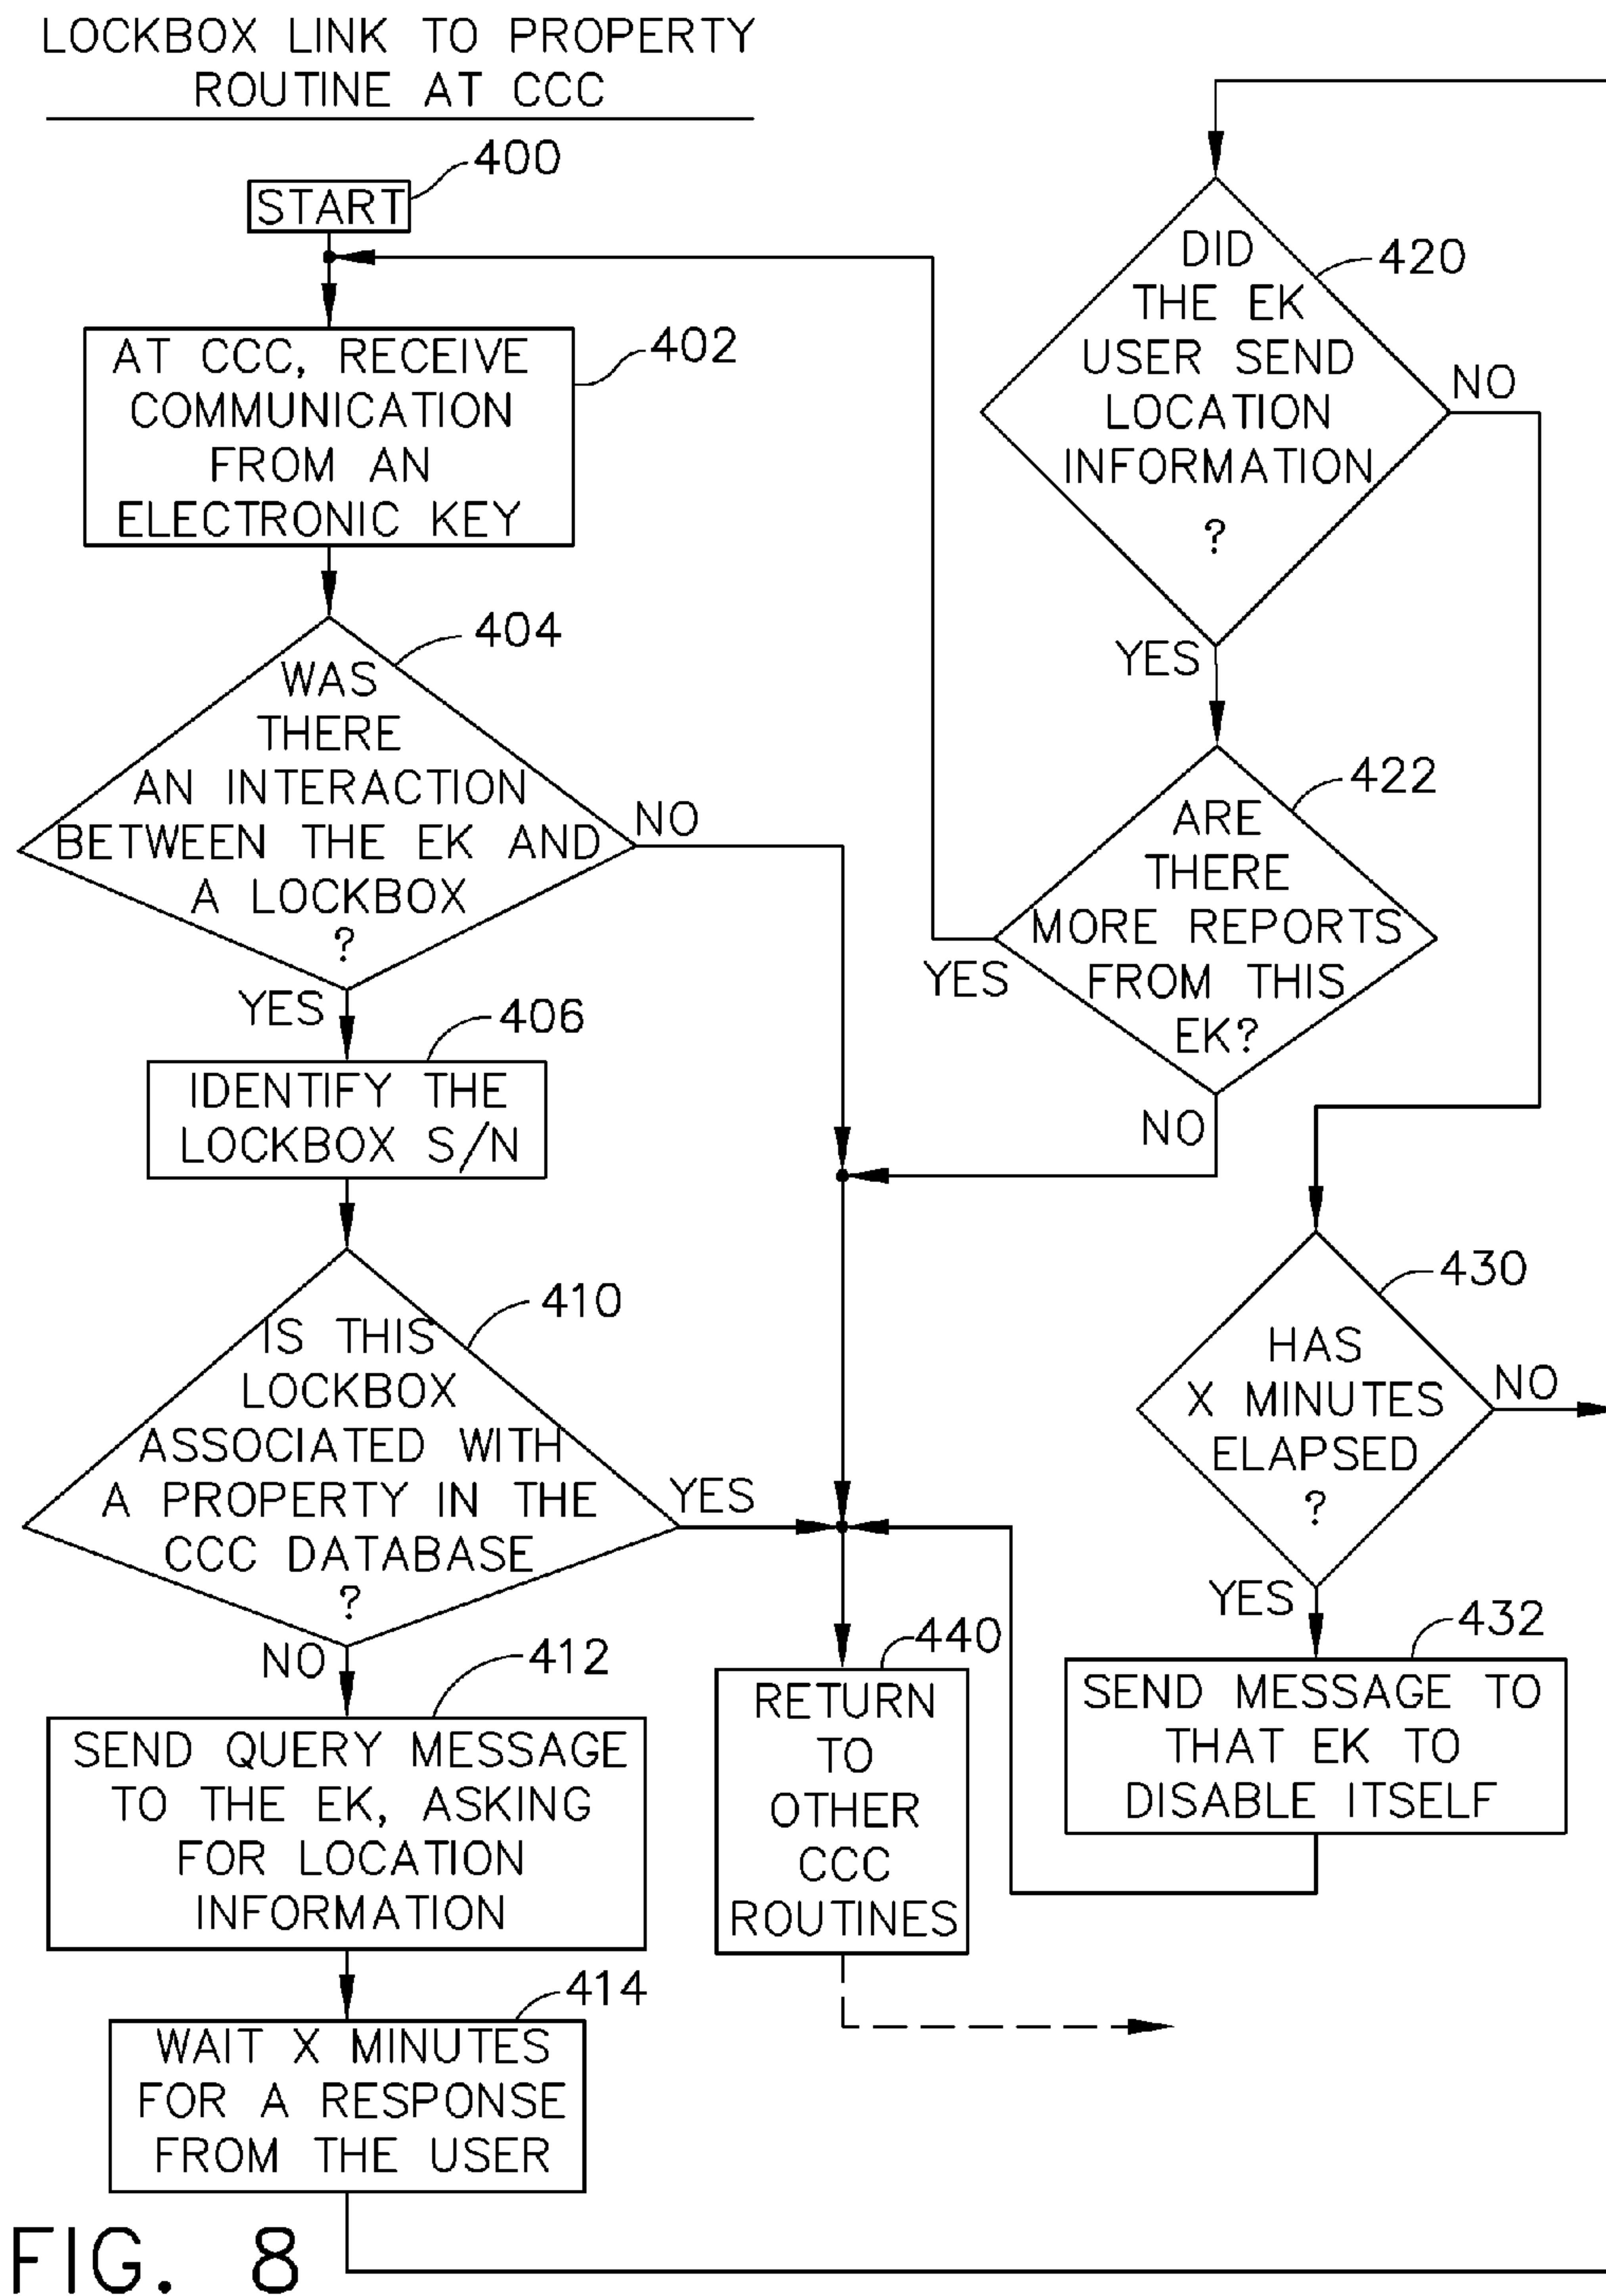 LOCKBOX LINK TO PROPERTY
ROUTINE AT CCC
400
START
402
AT CCC, RECEIVE
COMMUNICATION
FROM AN
ELECTRONIC KEY
404
WAS
THERE
AN INTERACTION
BETWEEN THE EK AND
A LOCKBOX
?
NO
YES
406
IDENTIFY THE
LOCKBOX S/N
410
IS THIS
LOCKBOX
ASSOCIATED WITH
A PROPERTY IN THE
CCC DATABASE
?
YES
NO
412
SEND QUERY MESSAGE
TO THE EK, ASKING
FOR LOCATION
INFORMATION
414
WAIT X MINUTES
FOR A RESPONSE
FROM THE USER
420
DID
THE EK
USER SEND
LOCATION
INFORMATION
?
NO
YES
422
ARE
THERE
MORE REPORTS
FROM THIS
EK?
YES
NO
430
HAS
X MINUTES
ELAPSED
?
NO
YES
432
SEND MESSAGE TO
THAT EK TO
DISABLE ITSELF
440
RETURN
TO
OTHER
CCC
ROUTINES
FIG. 8